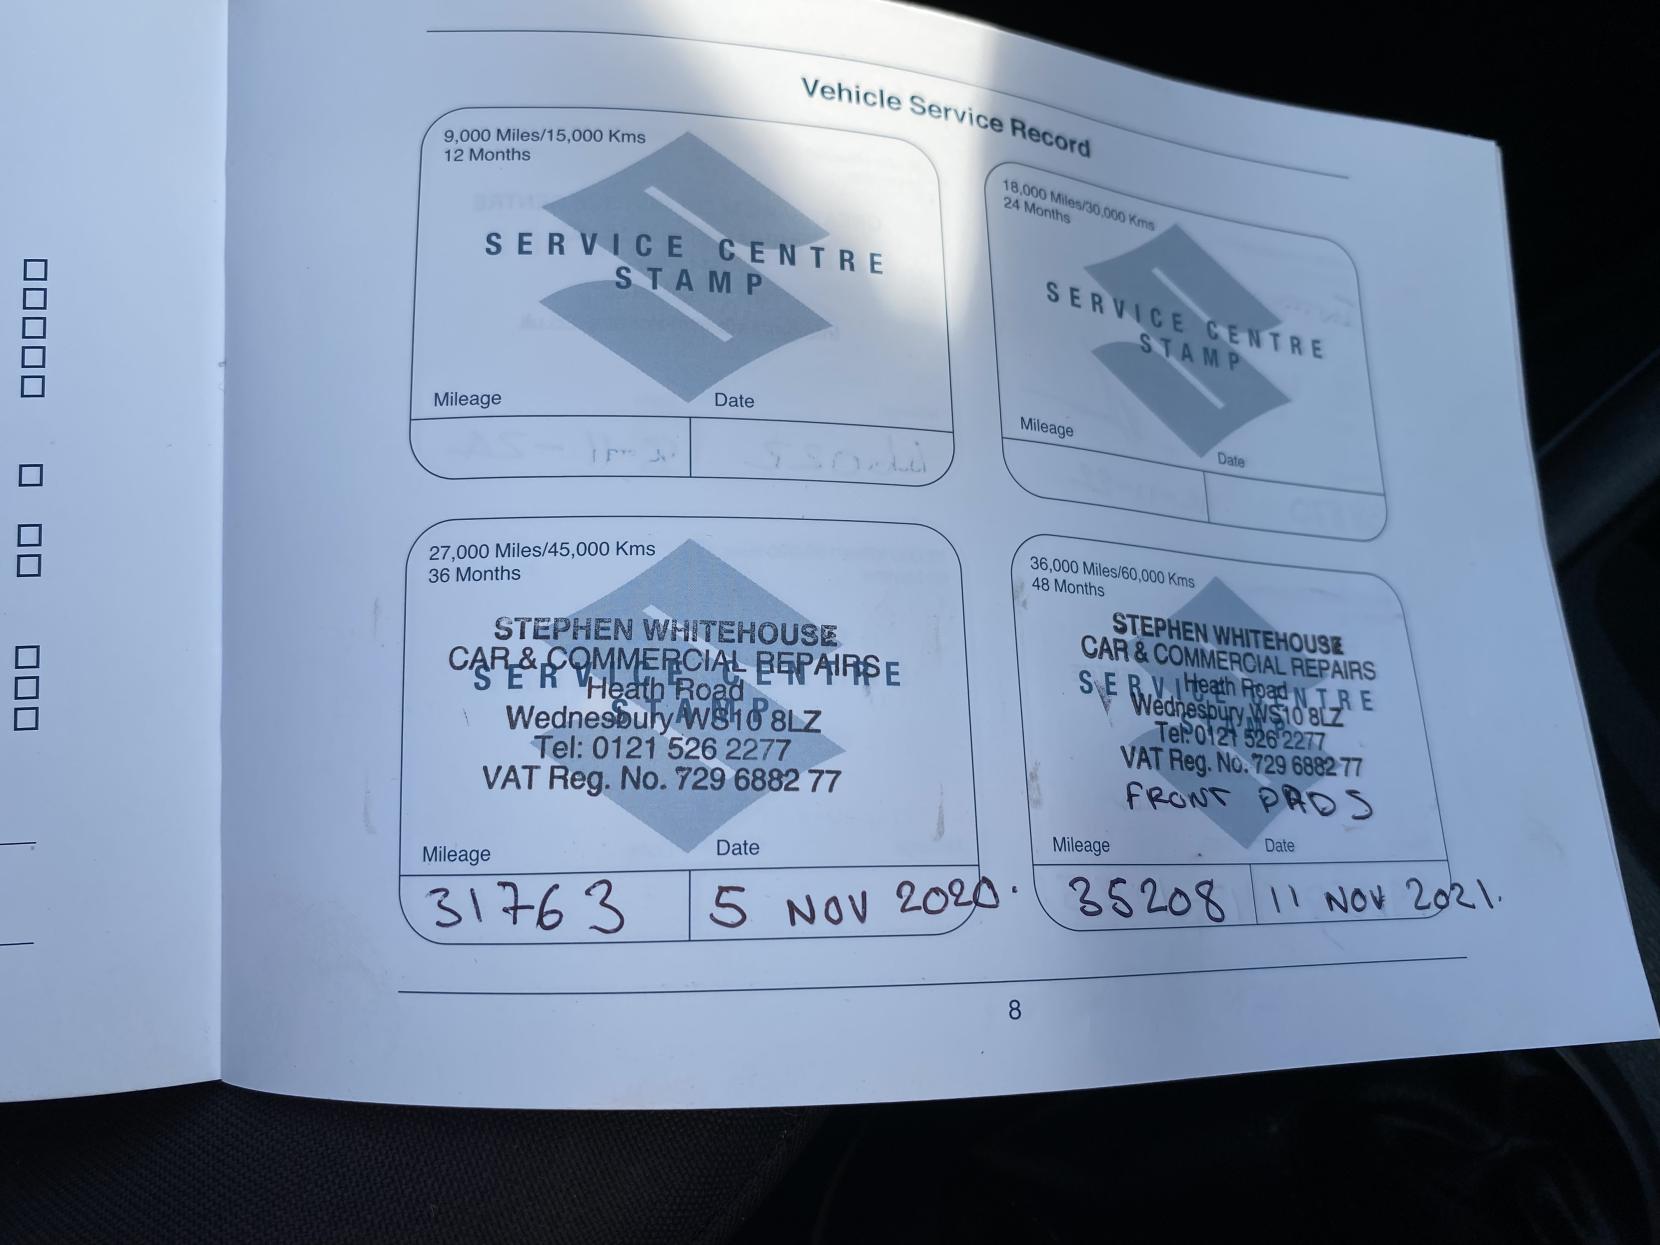 Vehicle Service Record
9,000 Miles/15,000 Kms
12 Months
SERVICE CENTRE
STAMP
Mileage
Date
18,000 Miles/30,000 Kms
24 Months
SERVICE CENTRE
STAMP
Mileage
Date
27,000 Miles/45,000 Kms
36 Months
SERVICE CENTRE
STAMP
STEPHEN WHITEHOUSE
CAR & COMMERCIAL REPAIRS
Heath Road
Wednesbury WS10 8LZ
Tel: 0121 526 2277
VAT Reg. No. 729 6882 77
Mileage
Date
31763
5 NOV 2020.
36,000 Miles/60,000 Kms
48 Months
SERVICE CENTRE
STAMP
STEPHEN WHITEHOUSE
CAR & COMMERCIAL REPAIRS
Heath Road
Wednesbury WS10 8LZ
Tel: 0121 526 2277
VAT Reg. No. 729 6882 77
FRONT PADS
Mileage
Date
35208
11 NOV 2021.
8